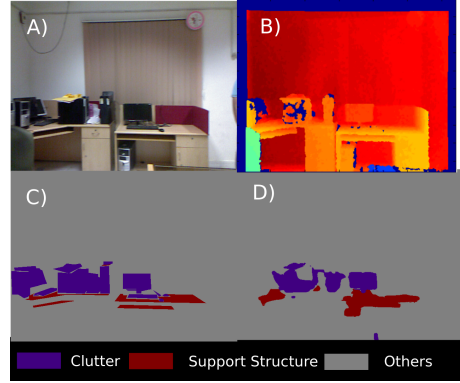 A)
B)
C)
D)
Clutter
Support Structure
Others